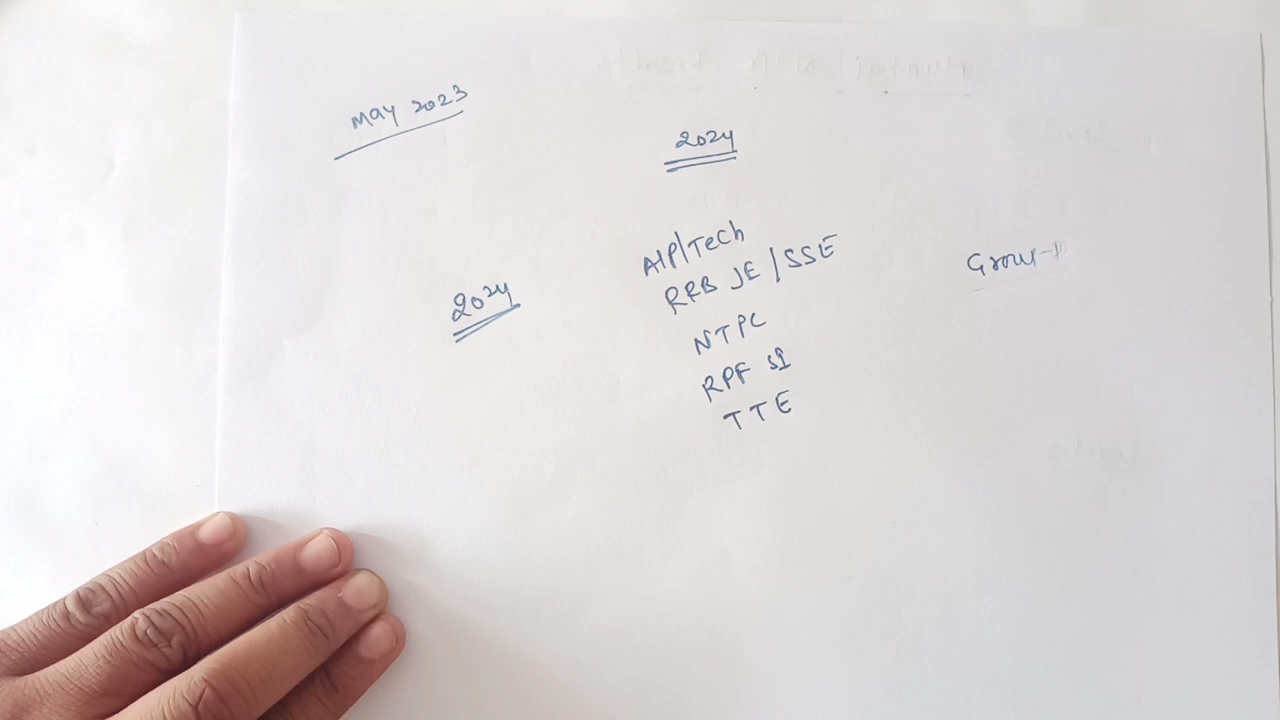 May 2023
2024
2024
AlP/Tech
RRB JE/SSE
NTPC
RPF SI
TTE
Group-D